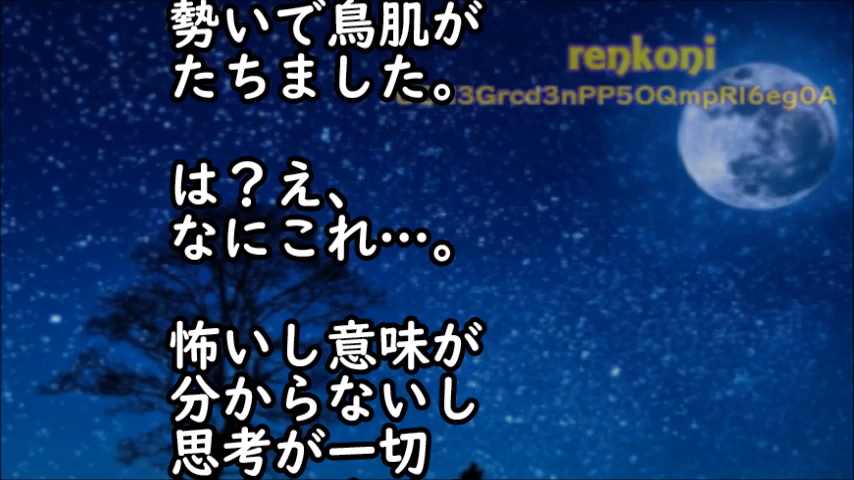 勢いで鳥肌が
たちました。
renkoni
3Grcd3nPP5OQmpRI6eg0A
は？え、
なにこれ…。
怖いし意味が
分からないし
思考が一切